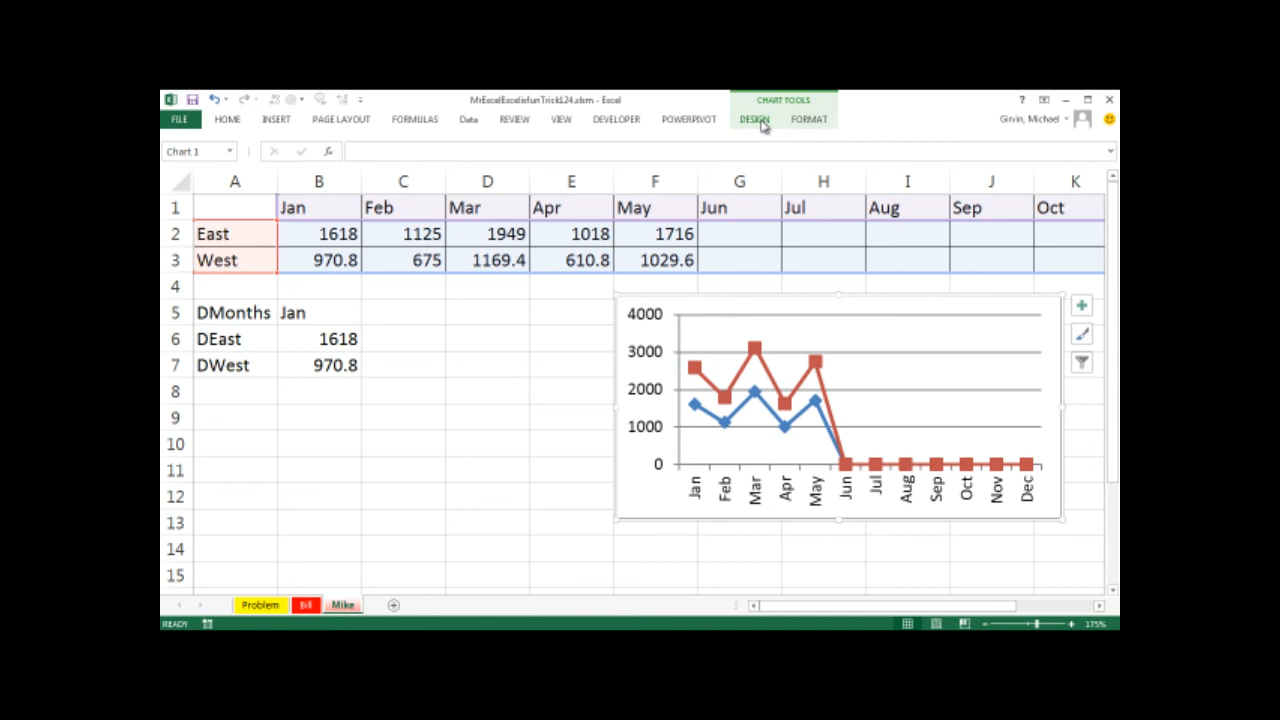 MrExcelExcelisfunTrick124.xlsm - Excel
CHART TOOLS
?
FILE HOME INSERT PAGE LAYOUT FORMULAS Data REVIEW VIEW DEVELOPER POWERPIVOT DESIGN FORMAT Girvin, Michael
Chart 1 fx
A B C D E F G H I J K
1 Jan Feb Mar Apr May Jun Jul Aug Sep Oct
2 East 1618 1125 1949 1018 1716
3 West 970.8 675 1169.4 610.8 1029.6
4
5 DMonths Jan
6 DEast 1618
7 DWest 970.8
8
9
10
11
12
13
14
15
4000
3000
2000
1000
0
Jan Feb Mar Apr May Jun Jul Aug Sep Oct Nov Dec
Problem Bill Mike
READY 175%